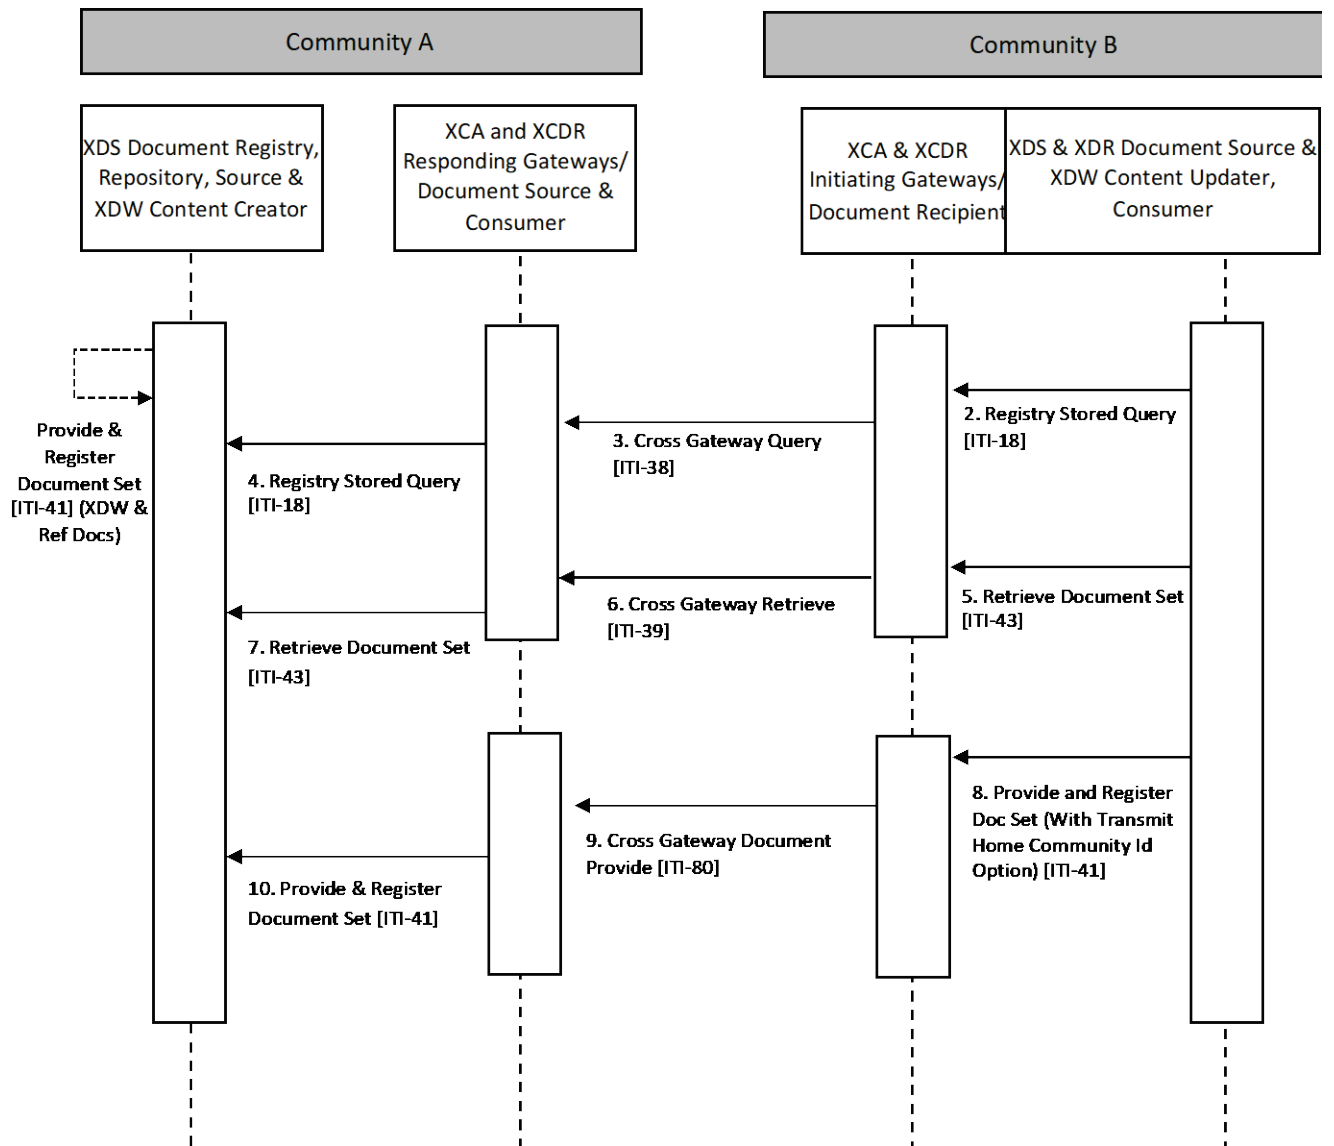 Community A
Community B
XDS Document Registry,
Repository, Source &
XDW Content Creator
XCA and XCDR
Responding Gateways/
Document Source &
Consumer
XCA & XCDR
Initiating Gateways/
Document Recipient
XDS & XDR Document Source &
XDW Content Updater,
Consumer
Provide &
Register
Document Set
[ITI-41] (XDW &
Ref Docs)
2. Registry Stored Query
[ITI-18]
3. Cross Gateway Query
[ITI-38]
4. Registry Stored Query
[ITI-18]
5. Retrieve Document Set
[ITI-43]
6. Cross Gateway Retrieve
[ITI-39]
7. Retrieve Document Set
[ITI-43]
8. Provide and Register
Doc Set (With Transmit
Home Community Id
Option) [ITI-41]
9. Cross Gateway Document
Provide [ITI-80]
10. Provide & Register
Document Set [ITI-41]